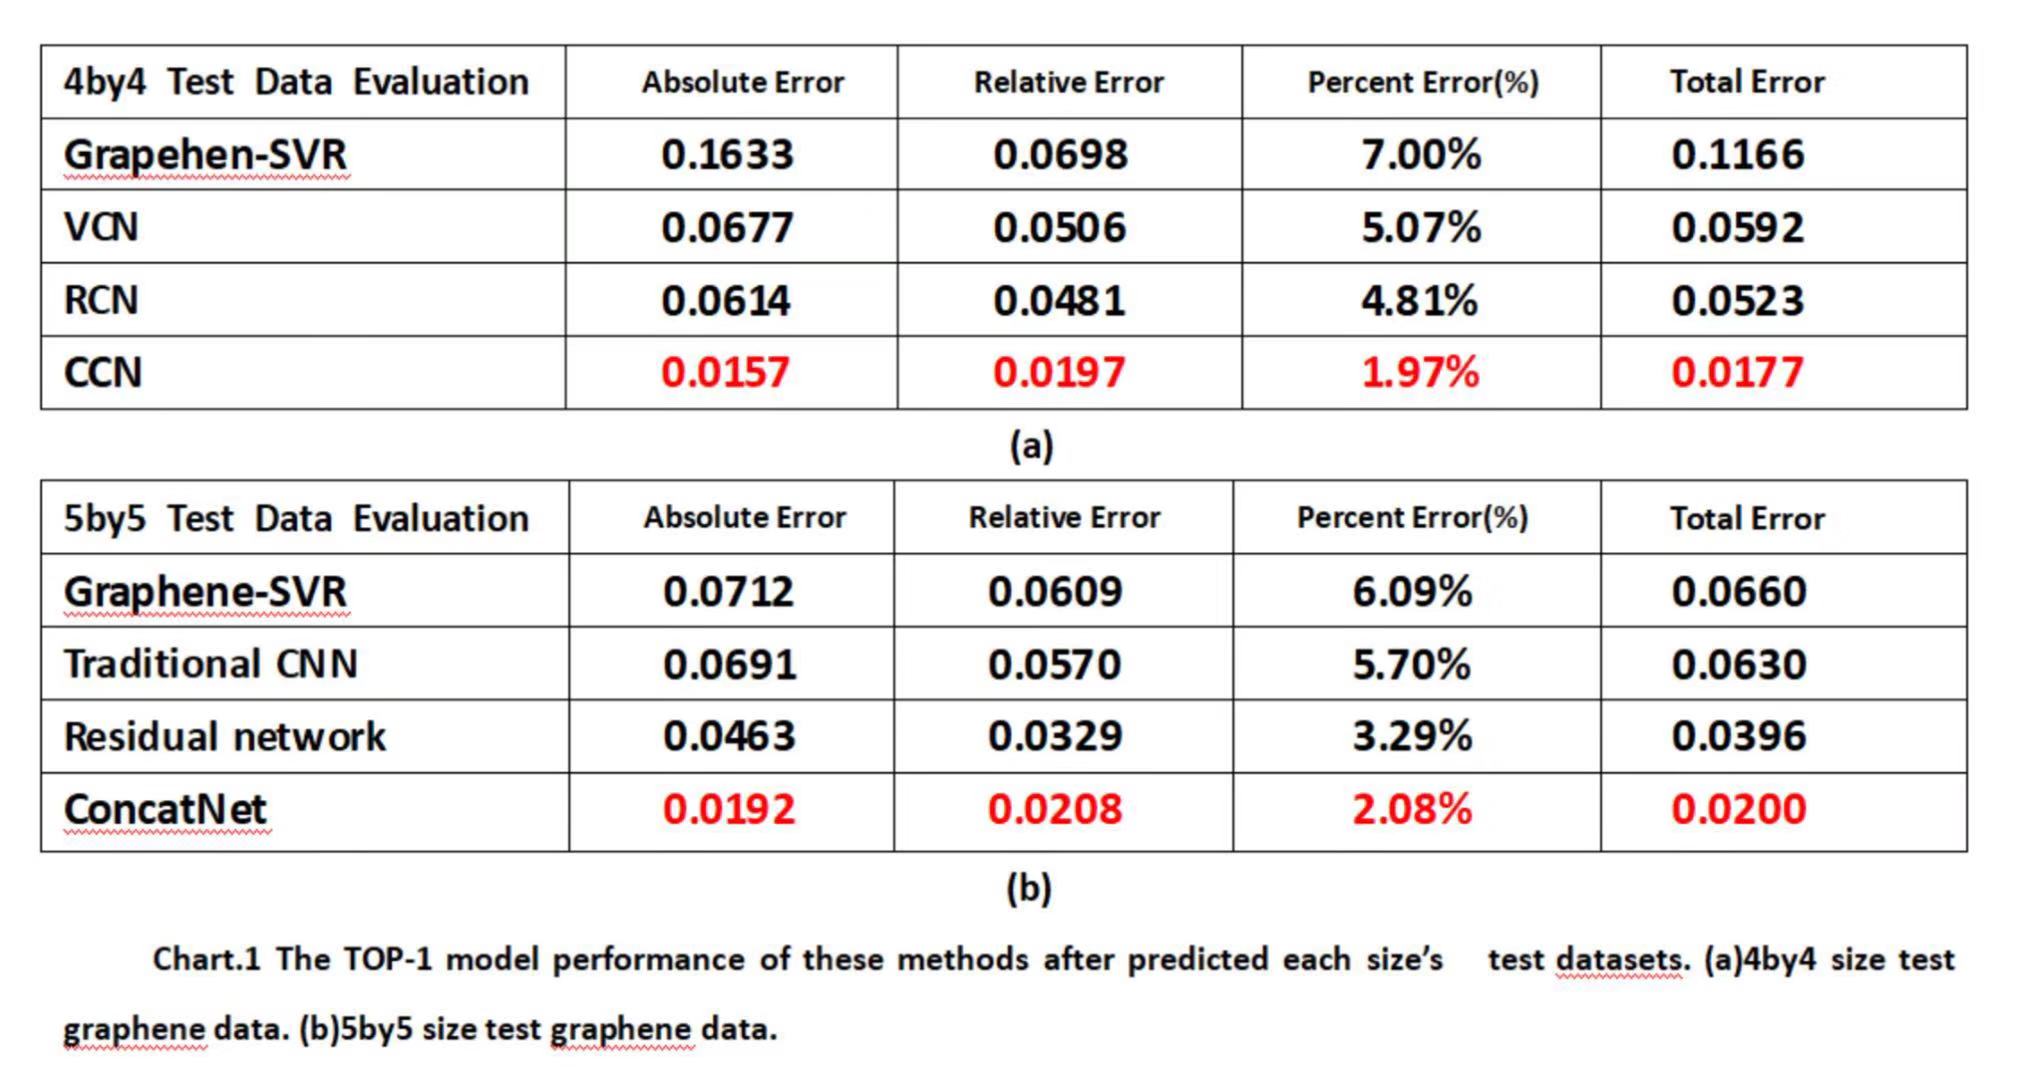 4by4 Test Data Evaluation Absolute Error Relative Error Percent Error(%) Total Error
Grapehen-SVR 0.1633 0.0698 7.00% 0.1166
VCN 0.0677 0.0506 5.07% 0.0592
RCN 0.0614 0.0481 4.81% 0.0523
CCN 0.0157 0.0197 1.97% 0.0177
(a)
5by5 Test Data Evaluation Absolute Error Relative Error Percent Error(%) Total Error
Graphene-SVR 0.0712 0.0609 6.09% 0.0660
Traditional CNN 0.0691 0.0570 5.70% 0.0630
Residual network 0.0463 0.0329 3.29% 0.0396
ConcatNet 0.0192 0.0208 2.08% 0.0200
(b)
Chart.1 The TOP-1 model performance of these methods after predicted each size's test datasets. (a)4by4 size test
graphene data. (b)5by5 size test graphene data.